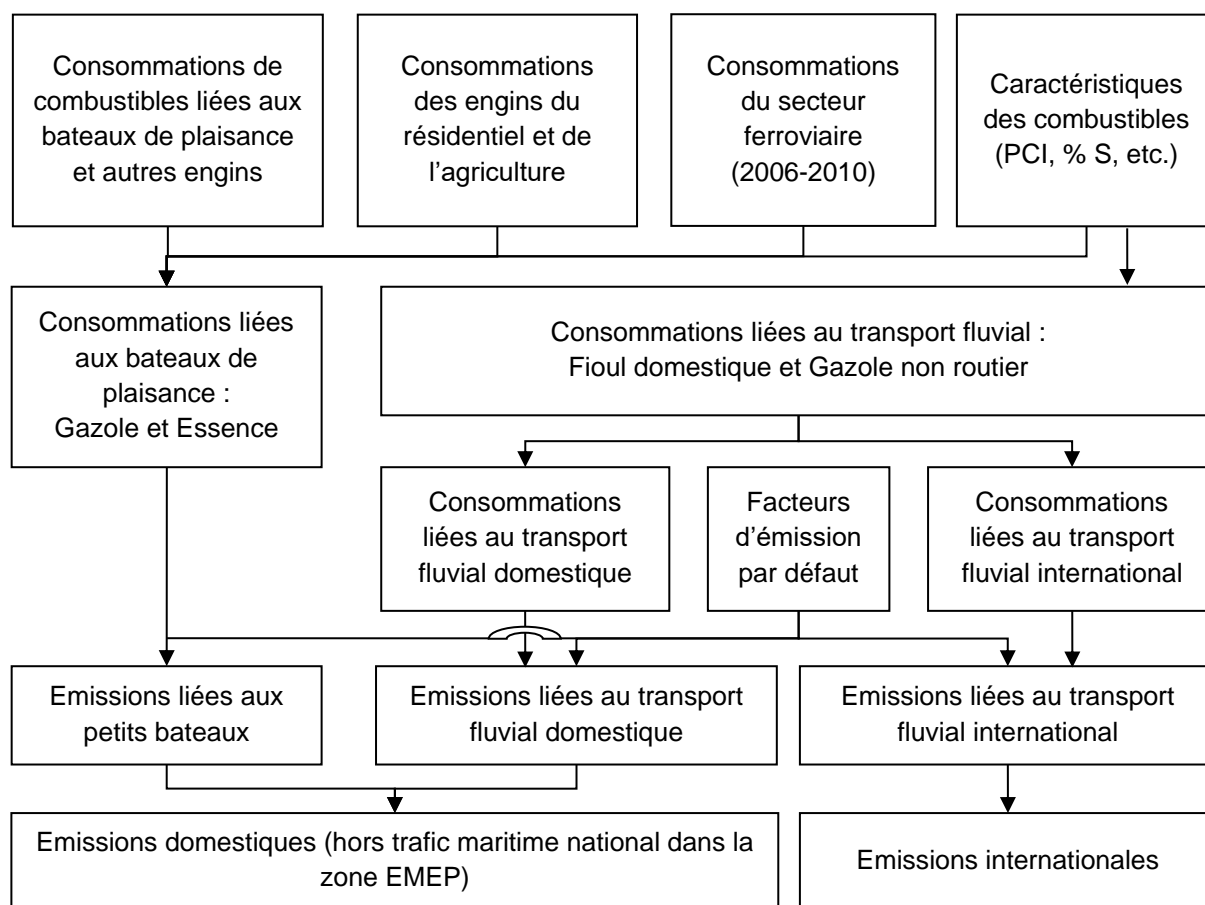 Consommations de
combustibles liées aux
bateaux de plaisance
et autres engins
Consommations
des engins du
résidentiel et de
l'agriculture
Consommations
du secteur
ferroviaire
(2006-2010)
Caractéristiques
des combustibles
(PCI, % S, etc.)
Consommations liées
aux bateaux de
plaisance :
Gazole et Essence
Consommations liées au transport fluvial :
Fioul domestique et Gazole non routier
Consommations
liées au transport
fluvial domestique
Facteurs
d'émission
par défaut
Consommations
liées au transport
fluvial international
Emissions liées aux
petits bateaux
Emissions liées au transport
fluvial domestique
Emissions liées au transport
fluvial international
Emissions domestiques (hors trafic maritime national dans la
zone EMEP)
Emissions internationales